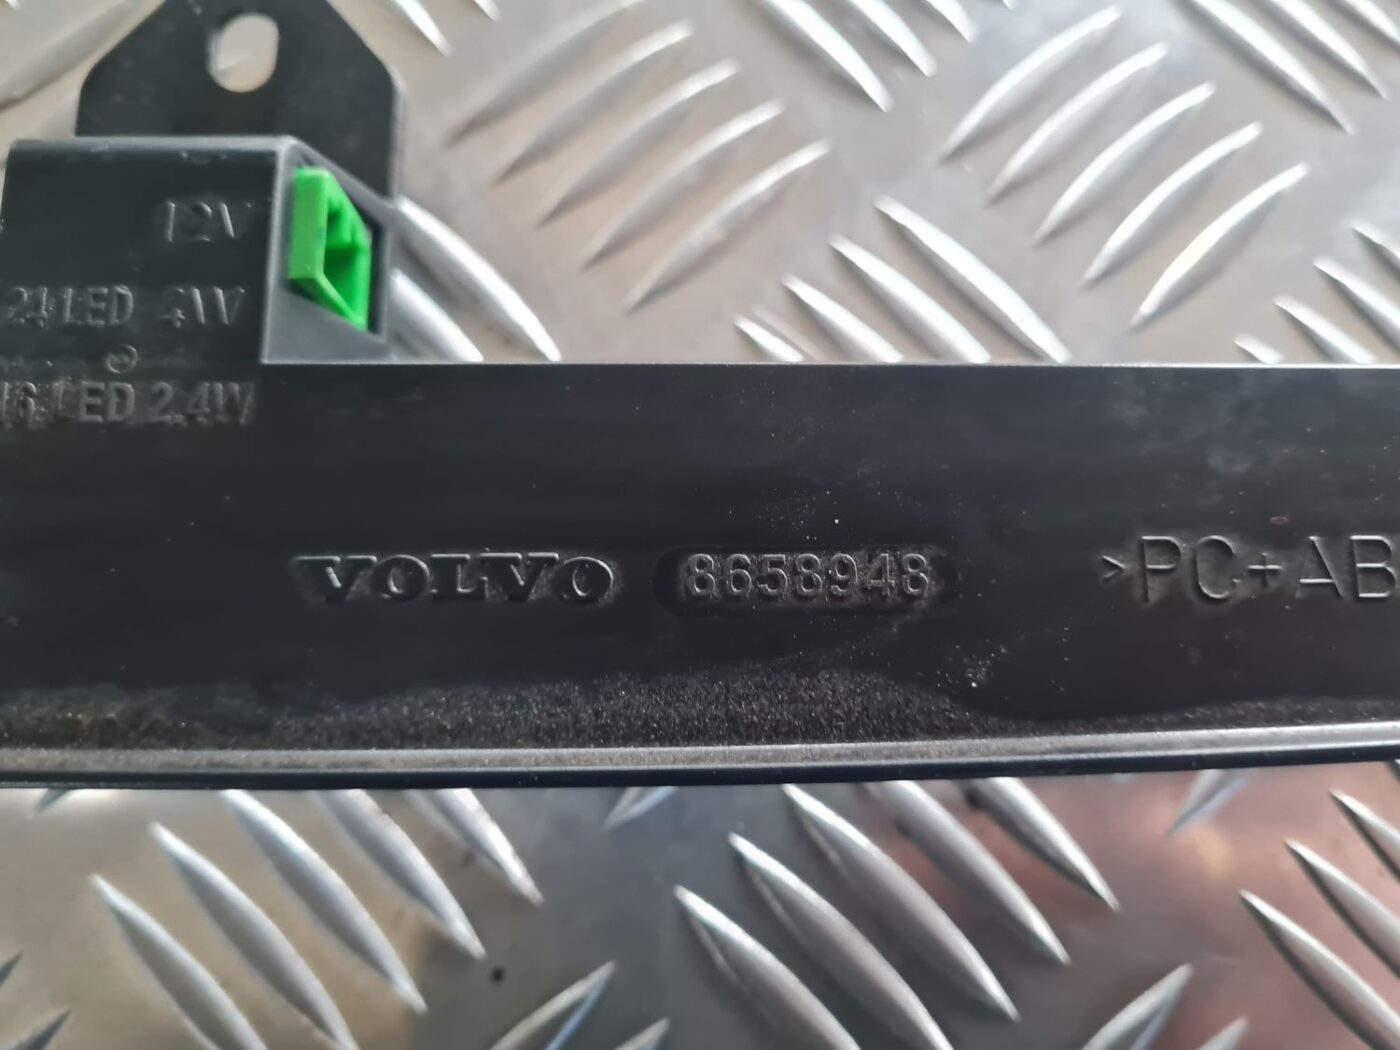 12V
24LED 4W
16LED 2.4W
VOLVO 8658948 >PC+AB